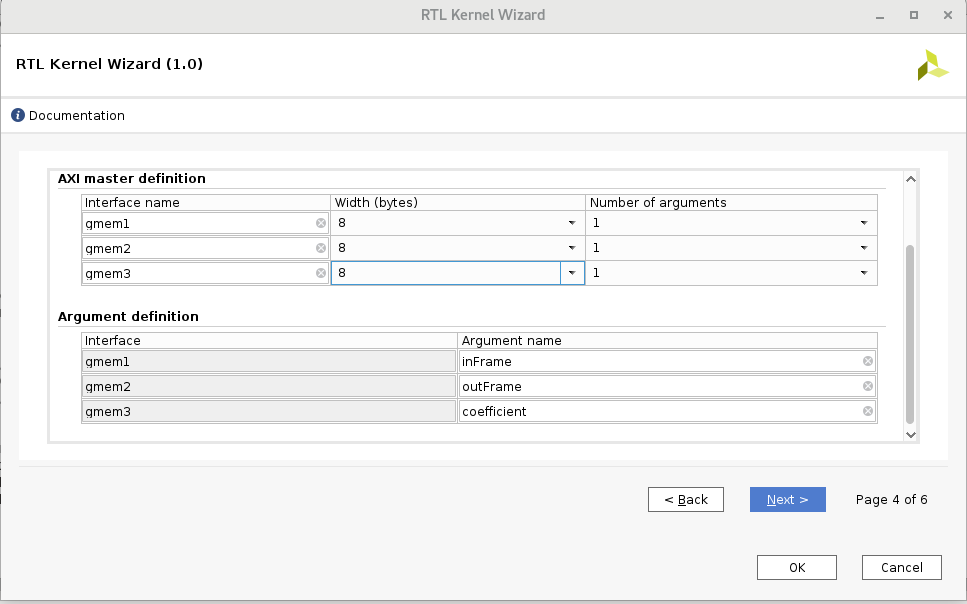 RTL Kernel Wizard
RTL Kernel Wizard (1.0)
Documentation
AXI master definition
Interface name Width (bytes) Number of arguments
gmem1 8 1
gmem2 8 1
gmem3 8 1
Argument definition
Interface Argument name
gmem1 inFrame
gmem2 outFrame
gmem3 coefficient
< Back Next > Page 4 of 6
OK Cancel